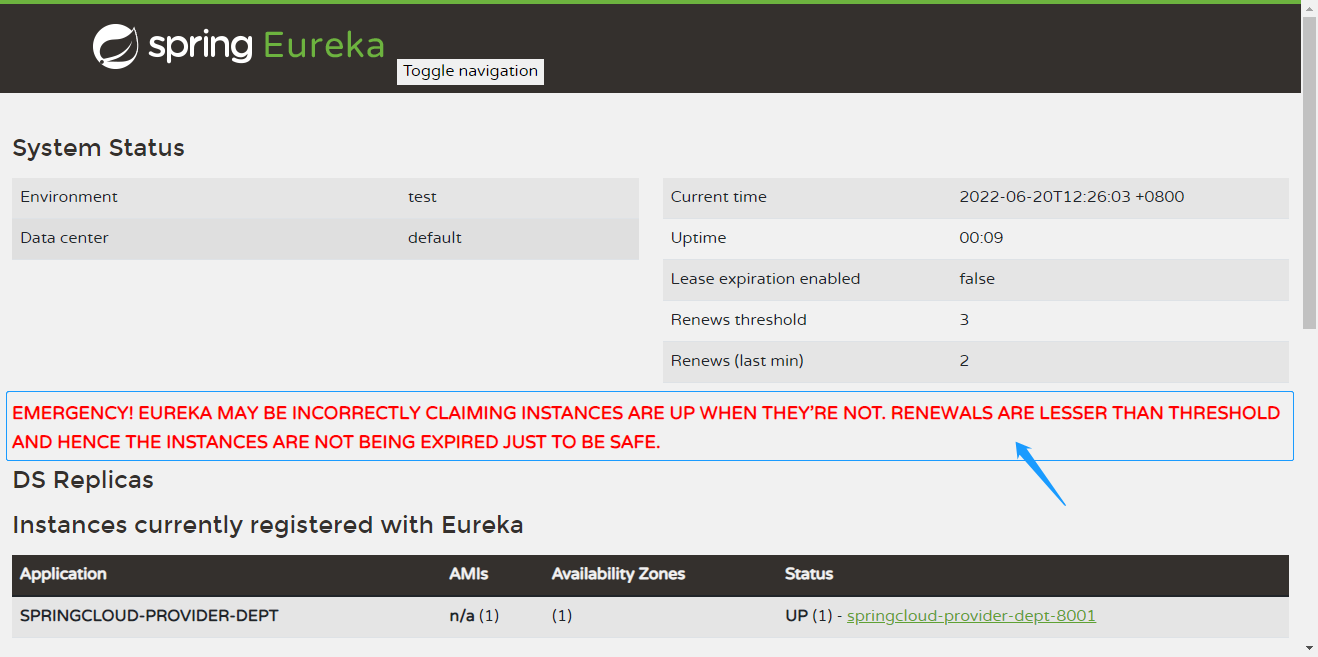 spring Eureka
Toggle navigation
System Status
Environment test
Data center default
Current time 2022-06-20T12:26:03 +0800
Uptime 00:09
Lease expiration enabled false
Renews threshold 3
Renews (last min) 2
EMERGENCY! EUREKA MAY BE INCORRECTLY CLAIMING INSTANCES ARE UP WHEN THEY'RE NOT. RENEWALS ARE LESSER THAN THRESHOLD
AND HENCE THE INSTANCES ARE NOT BEING EXPIRED JUST TO BE SAFE.
DS Replicas
Instances currently registered with Eureka
Application AMIs Availability Zones Status
SPRINGCLOUD-PROVIDER-DEPT n/a (1) (1) UP (1) - springcloud-provider-dept-8001